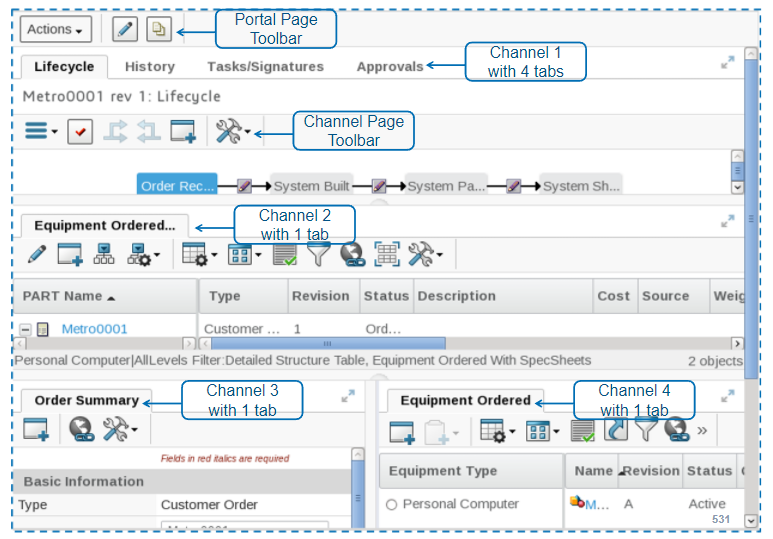 Actions
Portal Page
Toolbar
Lifecycle History Tasks/Signatures Approvals
Channel 1
with 4 tabs
Metro0001 rev 1: Lifecycle
Channel Page
Toolbar
Order Rec... System Built System Pa... System Sh...
Equipment Ordered...
Channel 2
with 1 tab
PART Name Type Revision Status Description Cost Source Weig
Metro0001 Customer ... 1 Ord...
Personal Computer|AllLevels Filter:Detailed Structure Table, Equipment Ordered With SpecSheets 2 objects
Order Summary
Channel 3
with 1 tab
Equipment Ordered
Channel 4
with 1 tab
»
Fields in red italics are required
Basic Information
Type Customer Order
Equipment Type Name Revision Status
Personal Computer M... A Active
531